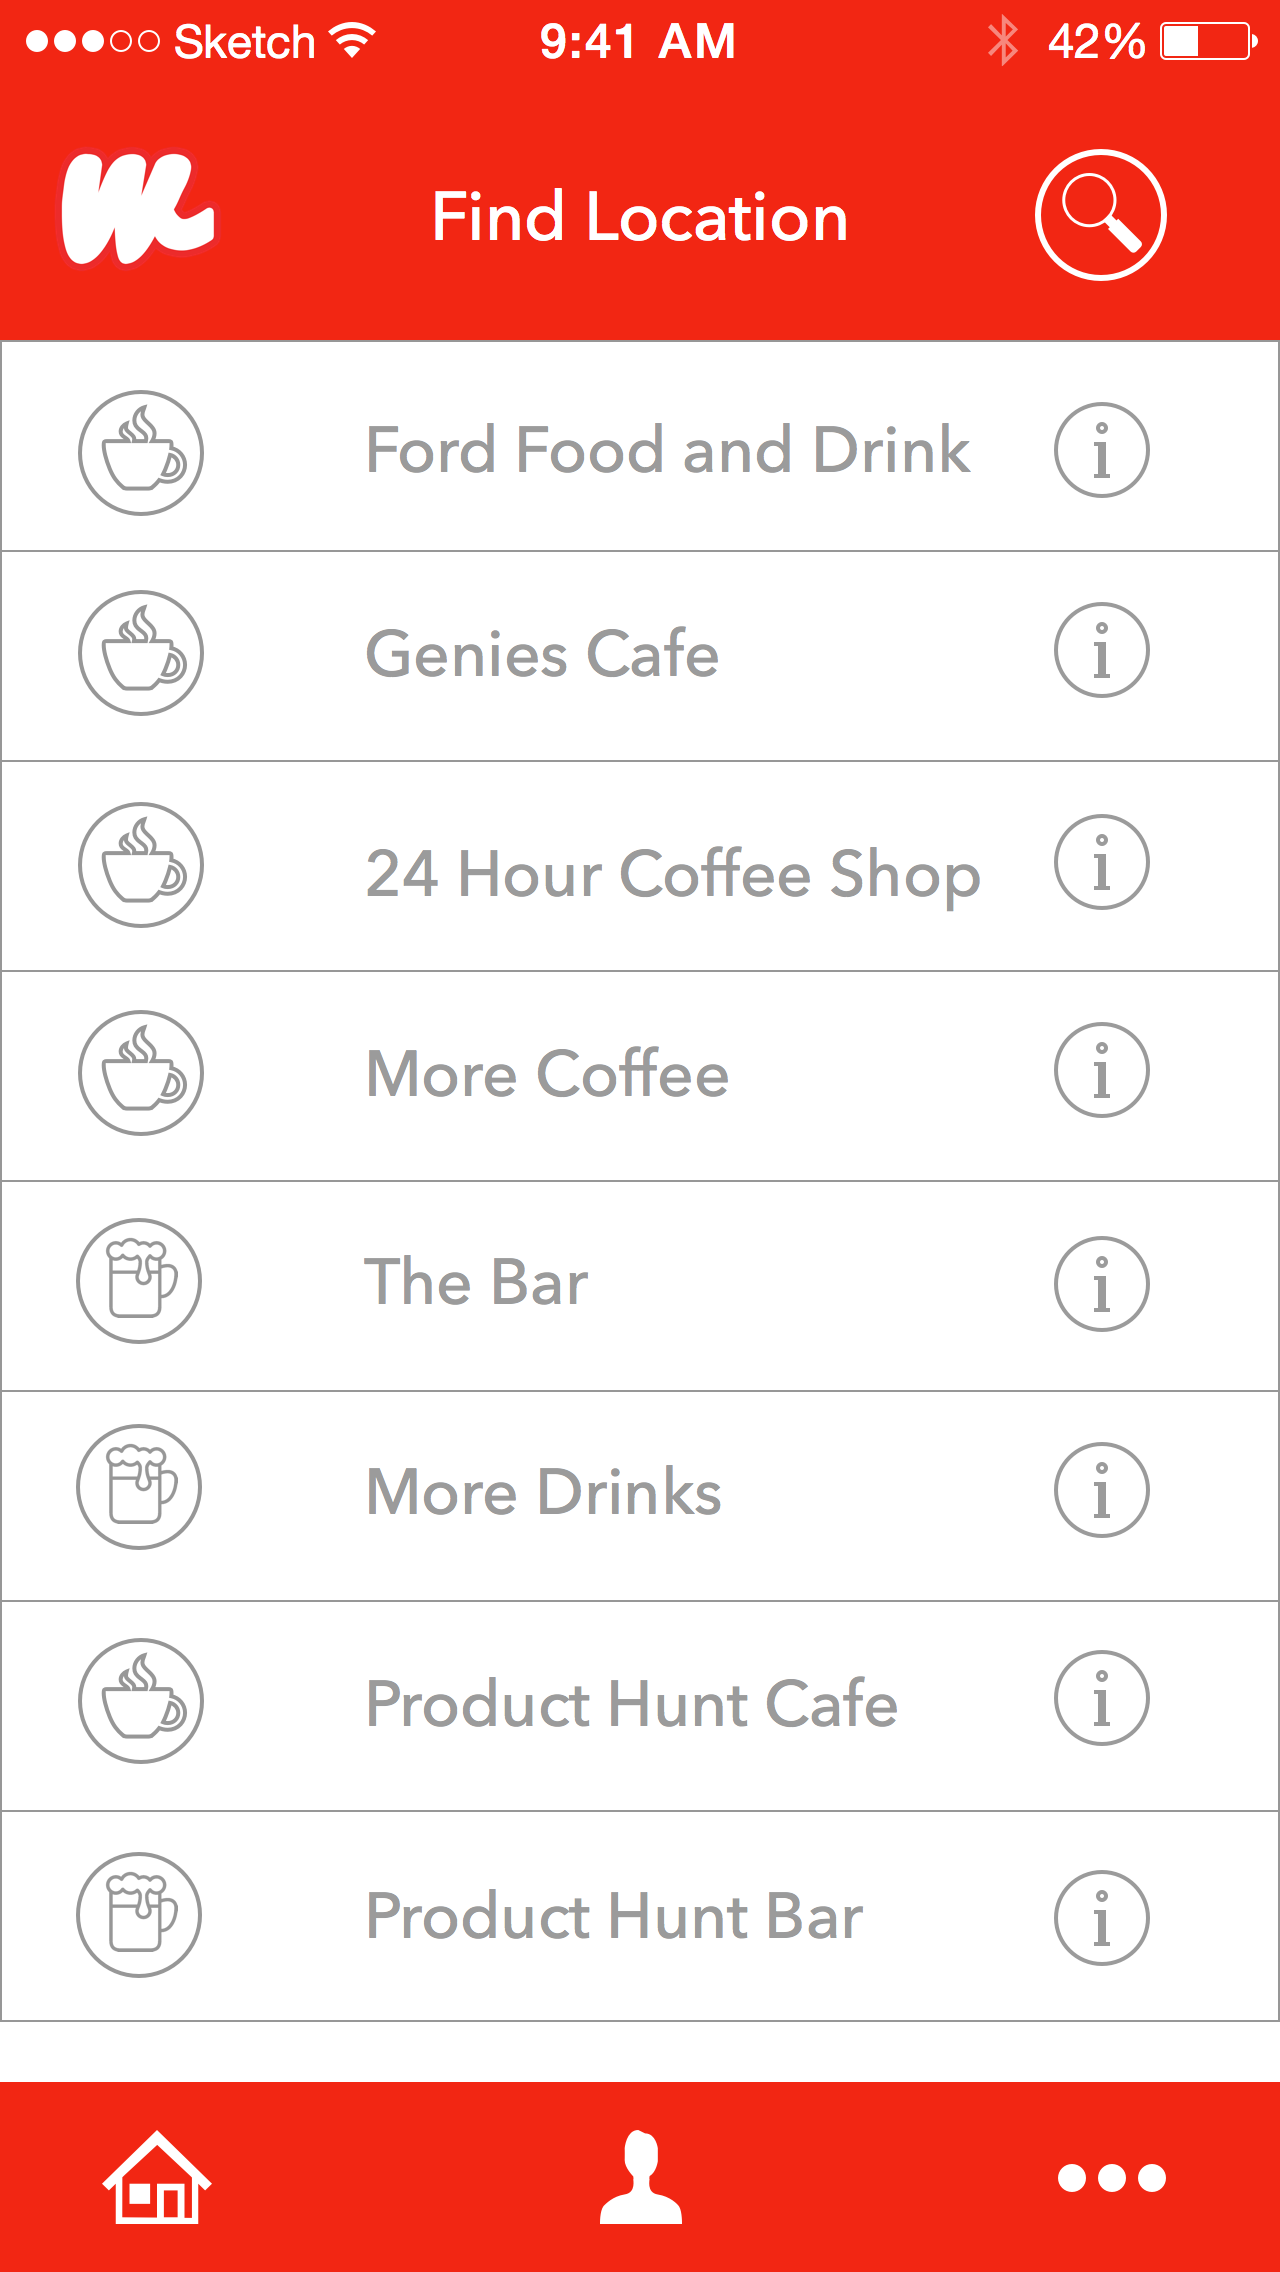 Sketch 9:41 AM 42%
Find Location
Ford Food and Drink
Genies Cafe
24 Hour Coffee Shop
More Coffee
The Bar
More Drinks
Product Hunt Cafe
Product Hunt Bar